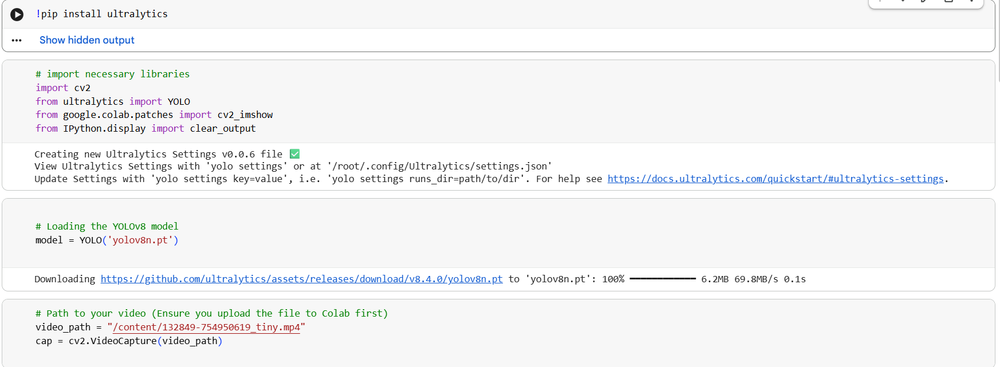 !pip install ultralytics
Show hidden output
# import necessary libraries
import cv2
from ultralytics import YOLO
from google.colab.patches import cv2_imshow
from IPython.display import clear_output
Creating new Ultralytics Settings v0.0.6 file ✅
View Ultralytics Settings with 'yolo settings' or at '/root/.config/Ultralytics/settings.json'
Update Settings with 'yolo settings key=value', i.e. 'yolo settings runs_dir=path/to/dir'. For help see https://docs.ultralytics.com/quickstart/#ultralytics-settings.
# Loading the YOLOv8 model
model = YOLO('yolov8n.pt')
Downloading https://github.com/ultralytics/assets/releases/download/v8.4.0/yolov8n.pt to 'yolov8n.pt': 100% ━━━━━━━━━━━━ 6.2MB 69.8MB/s 0.1s
# Path to your video (Ensure you upload the file to Colab first)
video_path = "/content/132849-754950619_tiny.mp4"
cap = cv2.VideoCapture(video_path)